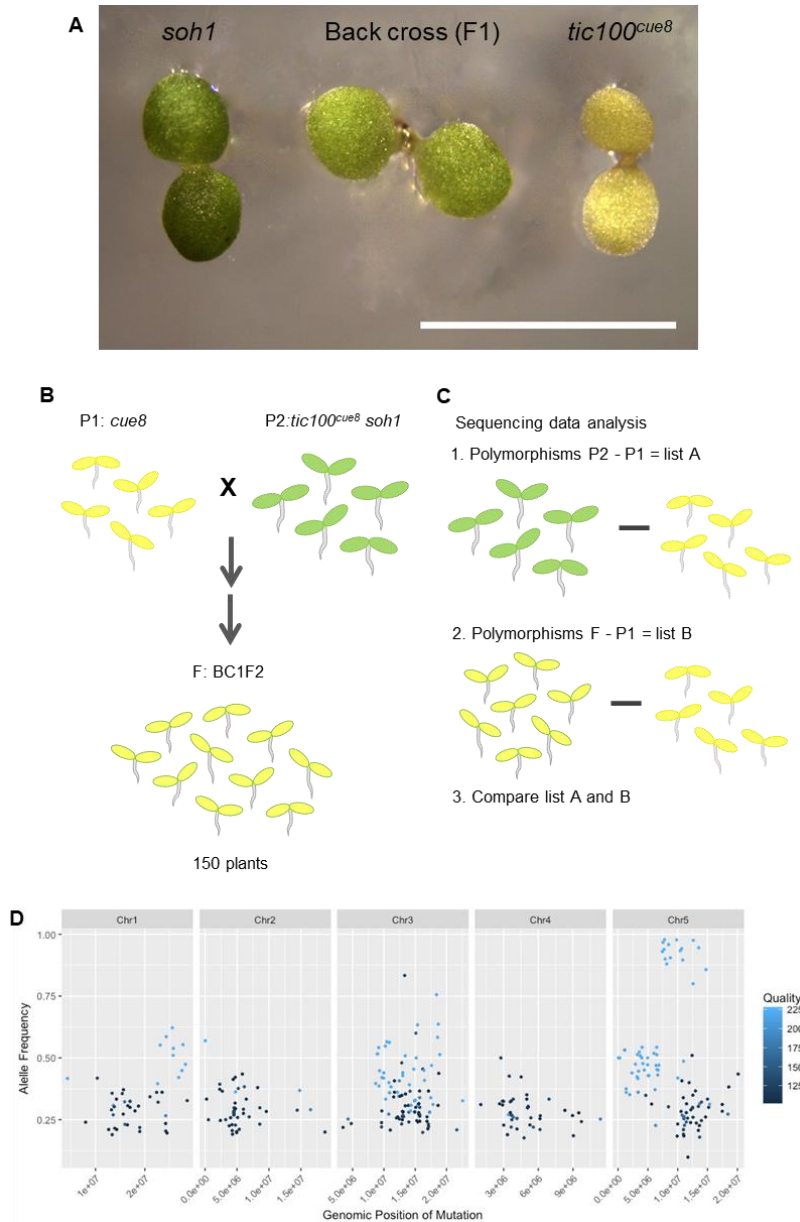 A
soh1
Back cross (F1)
tic100cue8
B
P1: cue8
P2:tic100cue8 soh1
X
F: BC1F2
150 plants
C
Sequencing data analysis
1. Polymorphisms P2 - P1 = list A
2. Polymorphisms F - P1 = list B
3. Compare list A and B
D
Chr1
Chr2
Chr3
Chr4
Chr5
1.00
0.75
0.50
0.25
Alelle Frequency
1e+07
2e+07
0.0e+00
5.0e+06
1.0e+07
1.5e+07
5.0e+06
1.0e+07
1.5e+07
2.0e+07
3e+06
6e+06
9e+06
0.0e+00
5.0e+06
1.0e+07
1.5e+07
2.0e+07
Genomic Position of Mutation
Quality
225
200
175
150
125